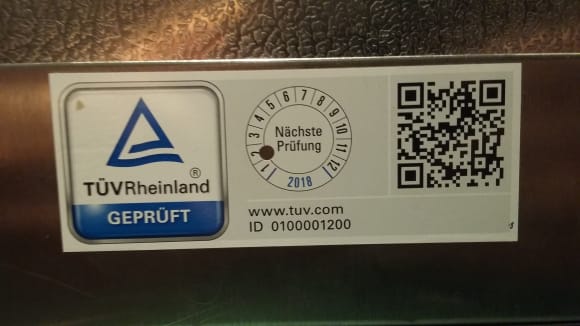 TÜVRheinland®
GEPRÜFT
1 2 3 4 5 6 7 8 9 10 11 12
Nächste
Prüfung
2018
www.tuv.com
ID 0100001200